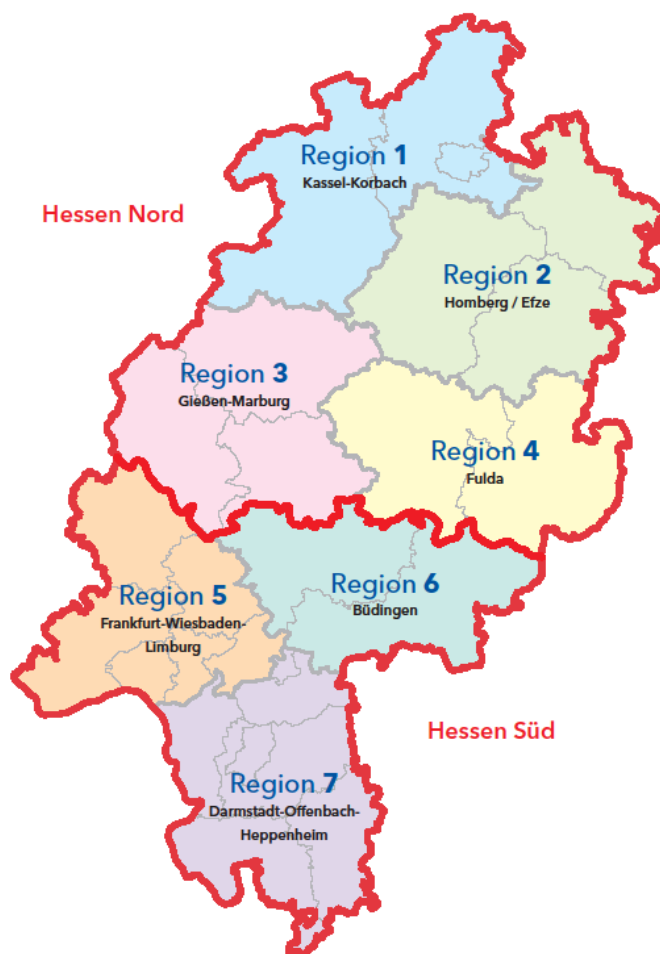 Region 1
Kassel-Korbach
Hessen Nord
Region 2
Homberg / Efze
Region 3
Gießen-Marburg
Region 4
Fulda
Region 5
Frankfurt-Wiesbaden-
Limburg
Region 6
Büdingen
Hessen Süd
Region 7
Darmstadt-Offenbach-
Heppenheim